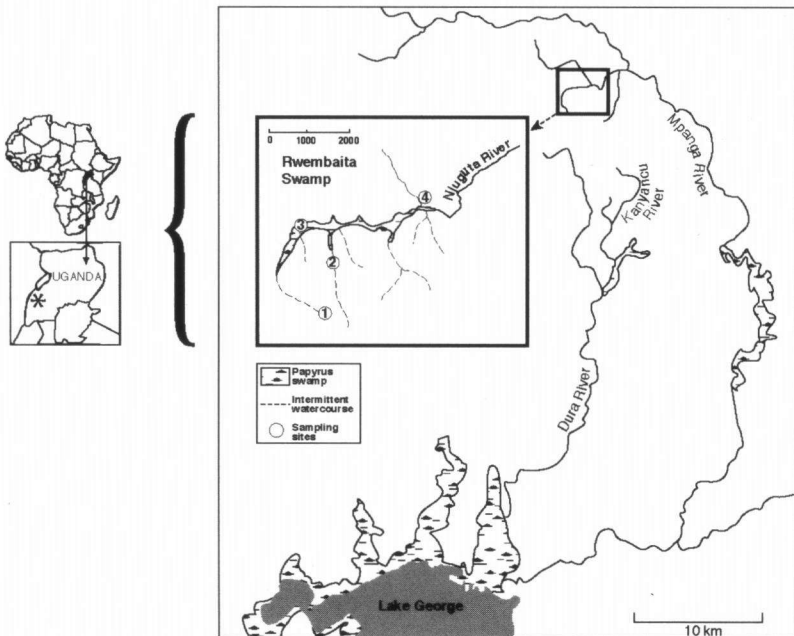 UGANDA
0 1000 2000
Rwembaita
Swamp
Njuguta River
4
3
2
1
Mpanga River
Kanyancu
River
Dura River
Papyrus
swamp
Intermittent
watercourse
Sampling
sites
Lake George
10 km